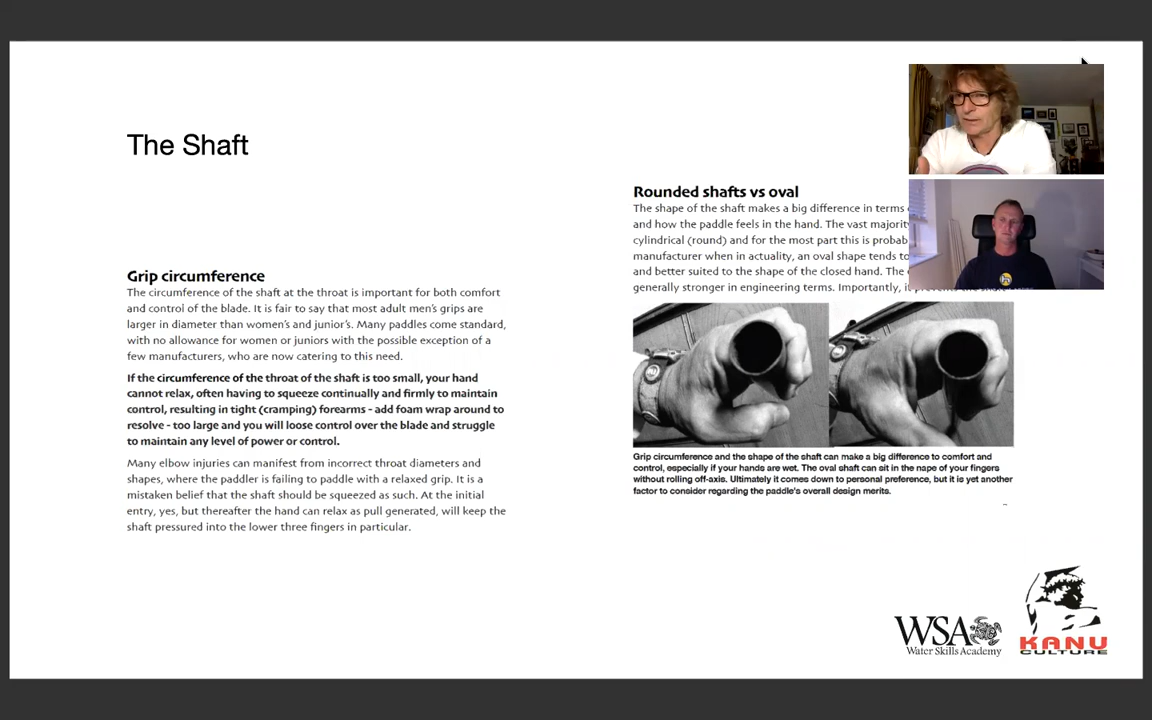 The Shaft
Grip circumference
The circumference of the shaft at the throat is important for both comfort
and control of the blade. It is fair to say that most adult men's grips are
larger in diameter than women's and junior's. Many paddles come standard,
with no allowance for women or juniors with the possible exception of a
few manufacturers, who are now catering to this need.
If the circumference of the throat of the shaft is too small, your hand
cannot relax, often having to squeeze continually and firmly to maintain
control, resulting in tight (cramping) forearms - add foam wrap around to
resolve - too large and you will loose control over the blade and struggle
to maintain any level of power or control.
Many elbow injuries can manifest from incorrect throat diameters and
shapes, where the paddler is failing to paddle with a relaxed grip. It is a
mistaken belief that the shaft should be squeezed as such. At the initial
entry, yes, but thereafter the hand can relax as pull generated, will keep the
shaft pressured into the lower three fingers in particular.
Rounded shafts vs oval
The shape of the shaft makes a big difference in terms
and how the paddle feels in the hand. The vast majority
cylindrical (round) and for the most part this is
manufacturer when in actuality, an oval shape tends to
and better suited to the shape of the closed hand. The
generally stronger in engineering terms. Importantly,
Grip circumference and the shape of the shaft can make a big difference to comfort and
control, especially if your hands are wet. The oval shaft can sit in the nape of your fingers
without rolling off-axis. Ultimately it comes down to personal preference, but it is yet another
factor to consider regarding the paddle's overall design merits.
WSA
Water Skills Academy
KANU
CULTURE